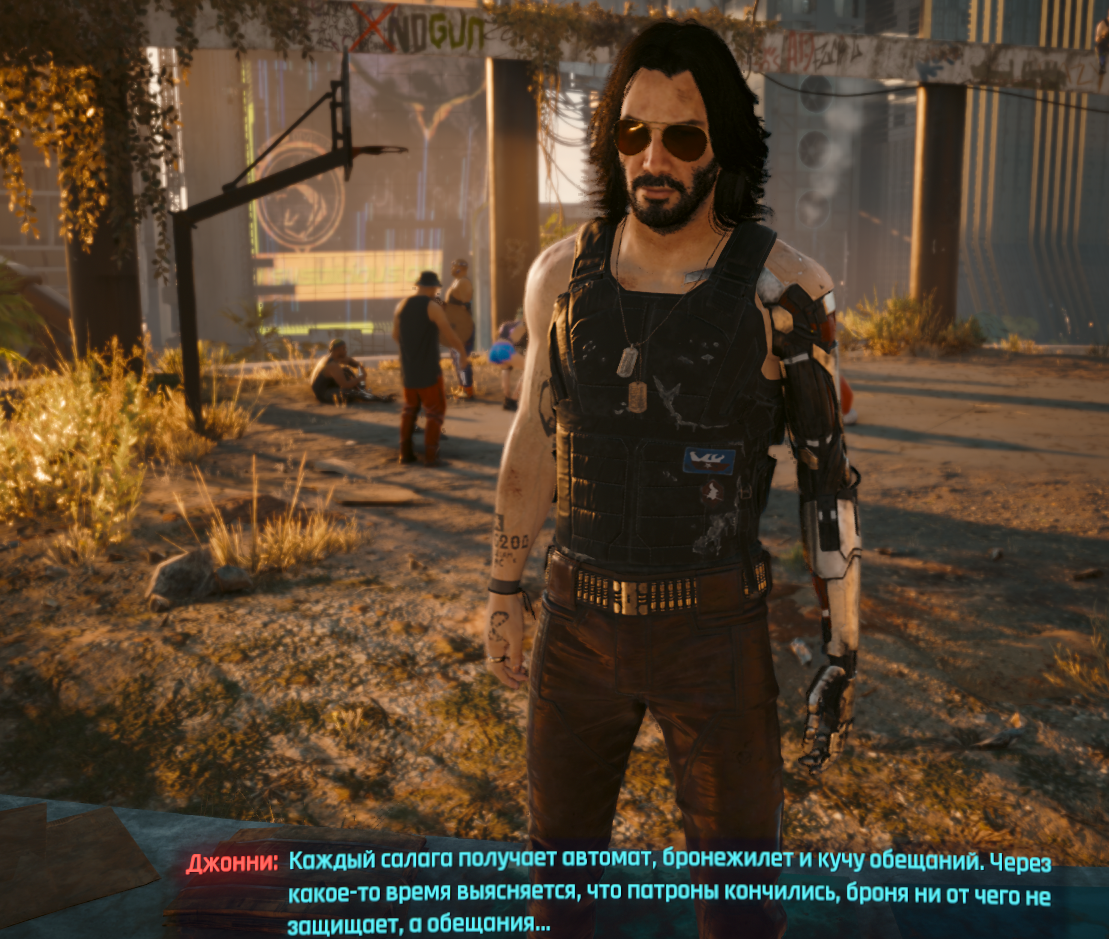 XNDGUN
Джонни: Каждый салага получает автомат, бронежилет и кучу обещаний. Через
какое-то время выясняется, что патроны кончились, броня ни от чего не
защищает, а обещания...